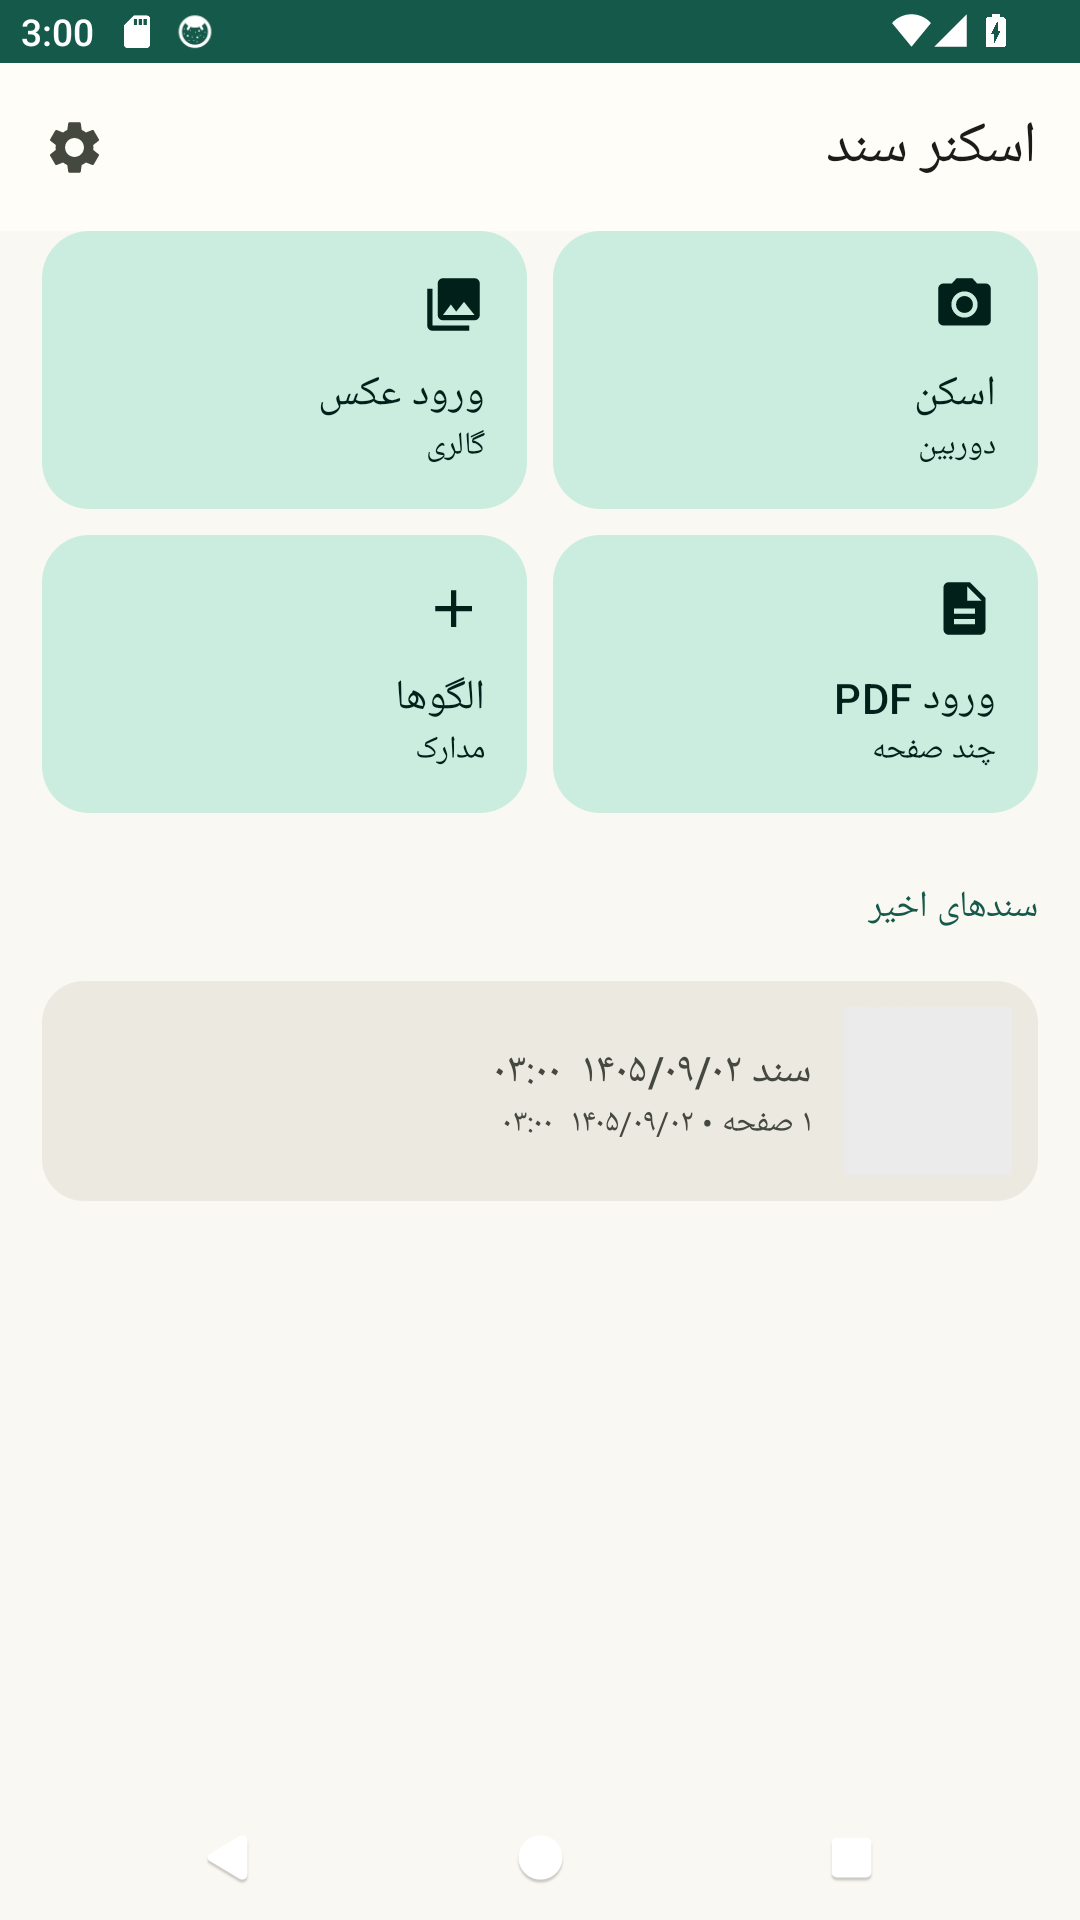 3:00
اسکنر سند
اسکن
دوربین
ورود عکس
گالری
ورود PDF
چند صفحه
الگوها
مدارک
سندهای اخیر
سند ۱۴۰۵/۰۹/۰۲ ۰۳:۰۰
۱ صفحه • ۱۴۰۵/۰۹/۰۲ ۰۳:۰۰